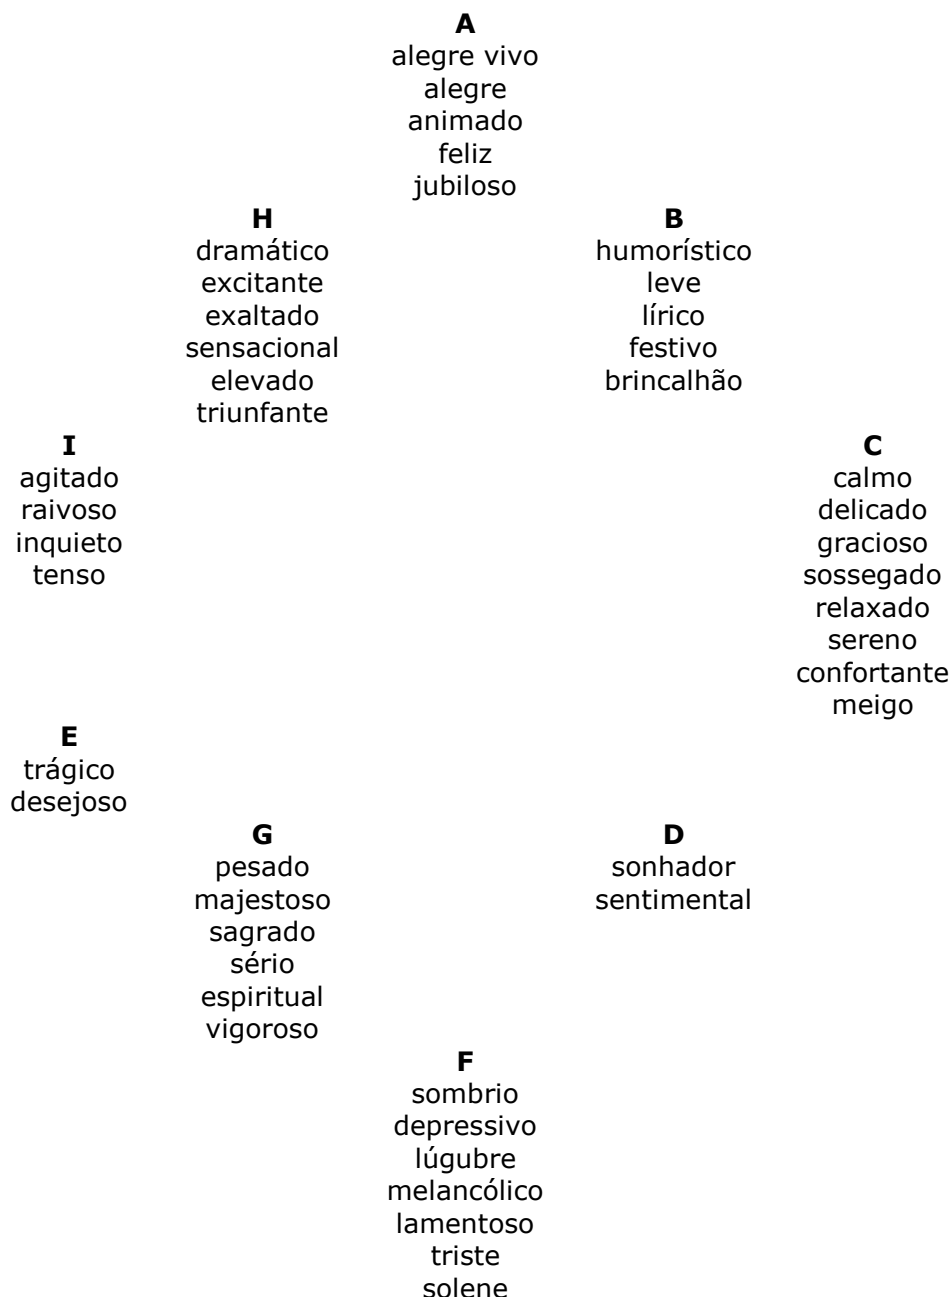 A
alegre vivo
alegre
animado
feliz
jubiloso
H
dramático
excitante
exaltado
sensacional
elevado
triunfante
B
humorístico
leve
lírico
festivo
brincalhão
I
agitado
raivoso
inquieto
tenso
C
calmo
delicado
gracioso
sossegado
relaxado
sereno
confortante
meigo
E
trágico
desejoso
G
pesado
majestoso
sagrado
sério
espiritual
vigoroso
D
sonhador
sentimental
F
sombrio
depressivo
lúgubre
melancólico
lamentoso
triste
solene